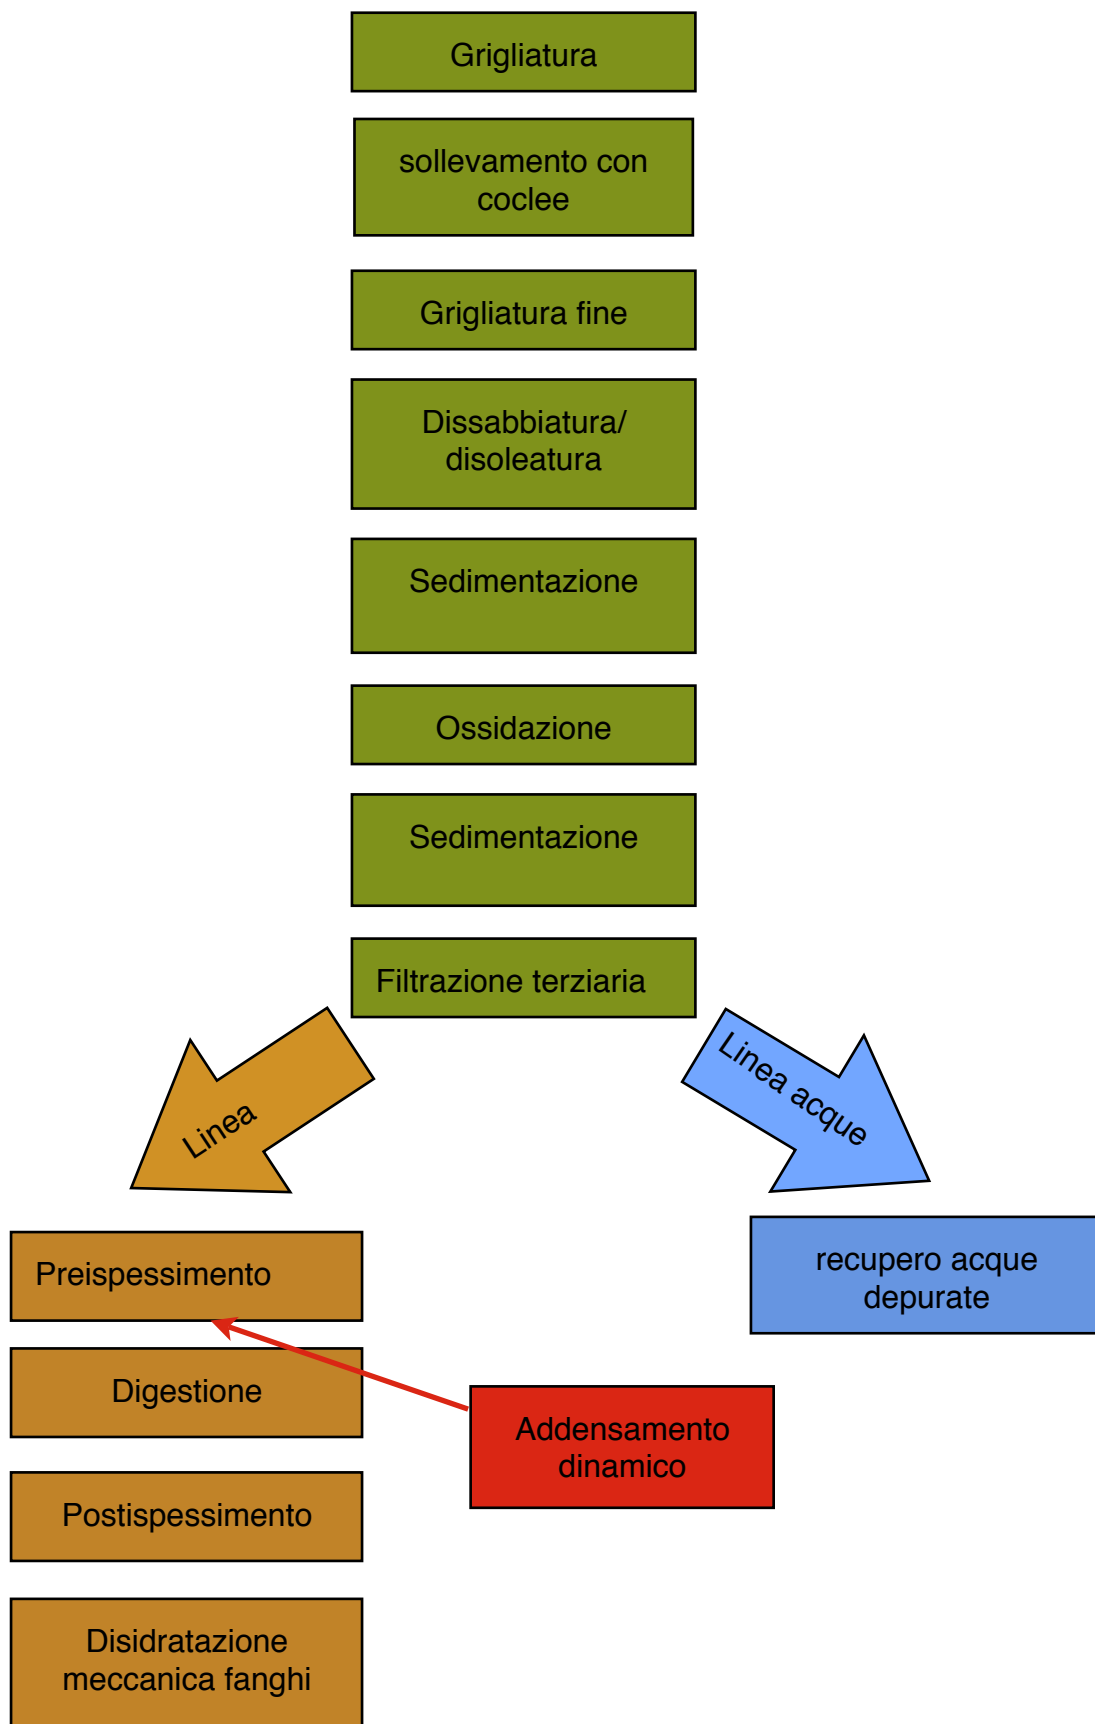 Grigliatura
sollevamento con
coclee
Grigliatura fine
Dissabbiatura/
disoleatura
Sedimentazione
Ossidazione
Sedimentazione
Filtrazione terziaria
Linea
Linea acque
Preispessimento
recupero acque
depurate
Digestione
Addensamento
dinamico
Postispessimento
Disidratazione
meccanica fanghi